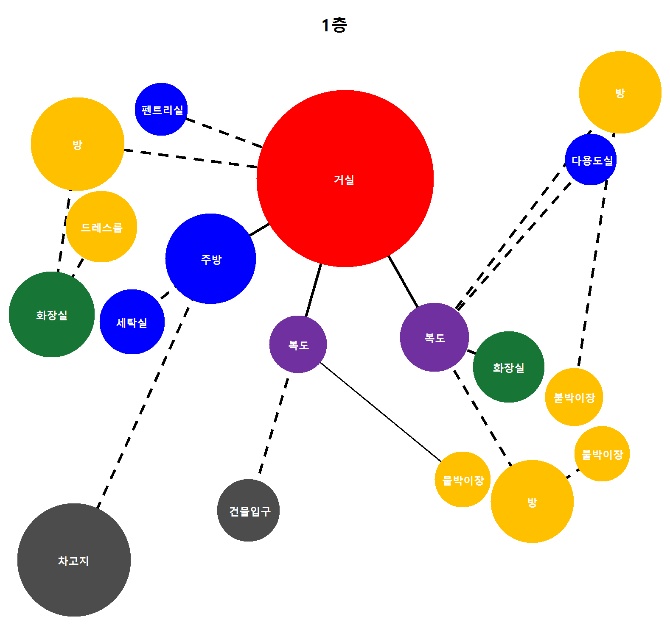 1층
방
펜트리실
거실
방
다용도실
드레스룸
주방
화장실
세탁실
복도
복도
화장실
붙박이장
붙박이장
붙박이장
방
건물입구
차고지